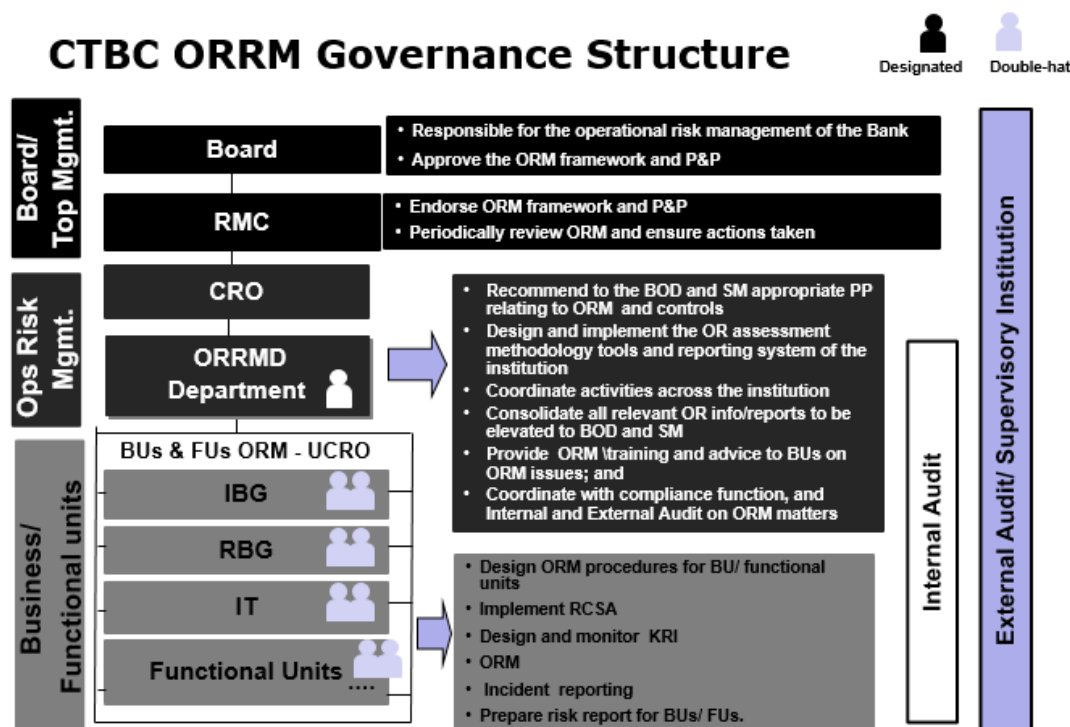 CTBC ORRM Governance Structure
Designated
Double-hat
Board/
Top Mgmt.
Board
• Responsible for the operational risk management of the Bank
• Approve the ORM framework and P&P
RMC
• Endorse ORM framework and P&P
• Periodically review ORM and ensure actions taken
Ops Risk
Mgmt.
CRO
ORRMD
Department
• Recommend to the BOD and SM appropriate PP
relating to ORM and controls
• Design and implement the OR assessment
methodology tools and reporting system of the
institution
• Coordinate activities across the institution
• Consolidate all relevant OR info/reports to be
elevated to BOD and SM
• Provide ORM \training and advice to BUs on
ORM issues; and
• Coordinate with compliance function, and
Internal and External Audit on ORM matters
Business/
Functional units
BUs & FUs ORM - UCRO
IBG
RBG
IT
Functional Units
....
• Design ORM procedures for BU/ functional
units
• Implement RCSA
• Design and monitor KRI
• ORM
• Incident reporting
• Prepare risk report for BUs/ FUs.
Internal Audit
External Audit/ Supervisory Institution